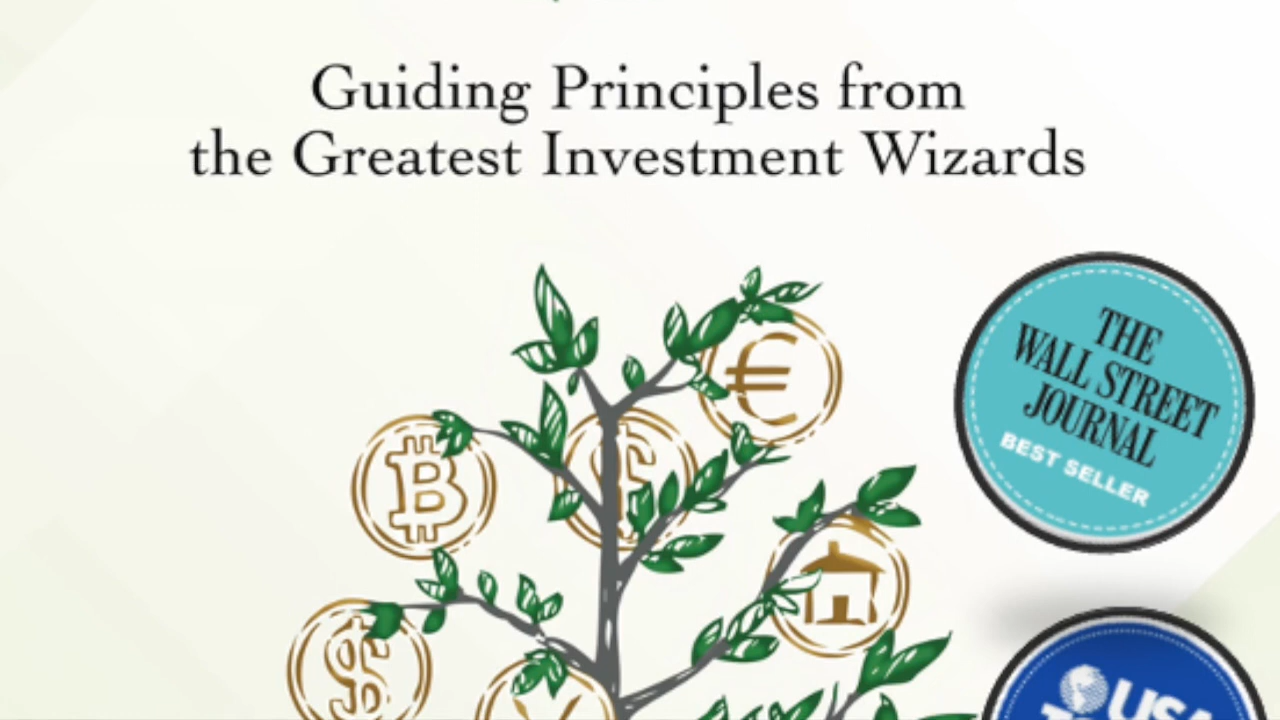 Guiding Principles from
the Greatest Investment Wizards
THE
WALL STREET
JOURNAL
BEST SELLER